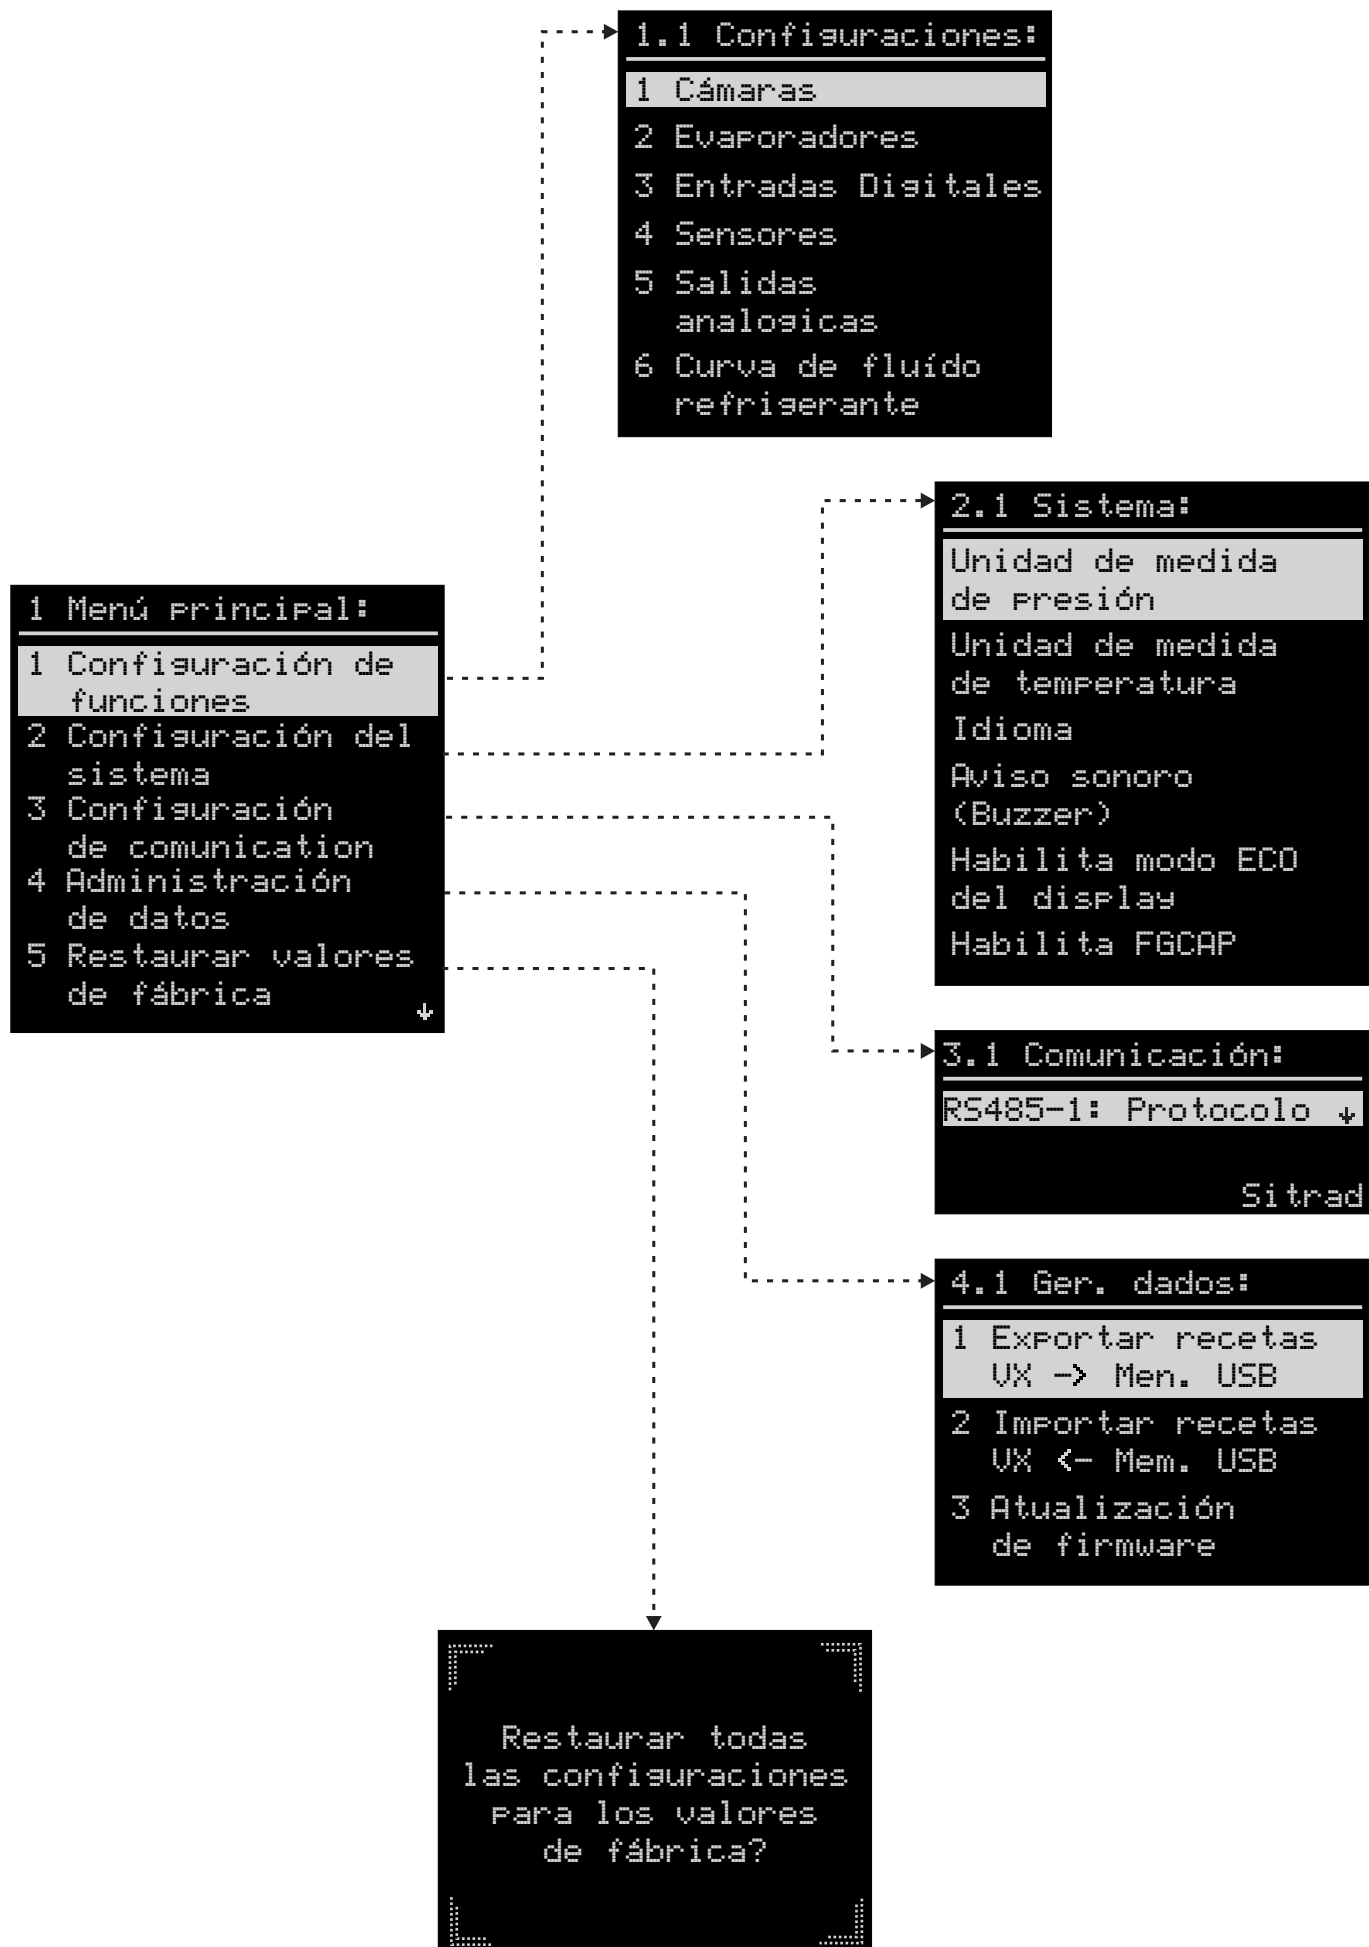 1.1 Configuraciones:
1 Cámaras
2 Evaporadores
3 Entradas Digitales
4 Sensores
5 Salidas
analogicas
6 Curva de fluído
refrigerante
2.1 Sistema:
Unidad de medida
de presión
Unidad de medida
de temperatura
Idioma
Aviso sonoro
(Buzzer)
Habilita modo ECO
del display
Habilita FGCAP
1 Menú principal:
1 Configuración de
funciones
2 Configuración del
sistema
3 Configuración
de comunication
4 Administración
de datos
5 Restaurar valores
de fábrica
3.1 Comunicación:
RS485-1: Protocolo
Sitrad
4.1 Ger. dados:
1 Exportar recetas
VX -> Men. USB
2 Importar recetas
VX <- Mem. USB
3 Atualización
de firmware
Restaurar todas
las configuraciones
para los valores
de fábrica?